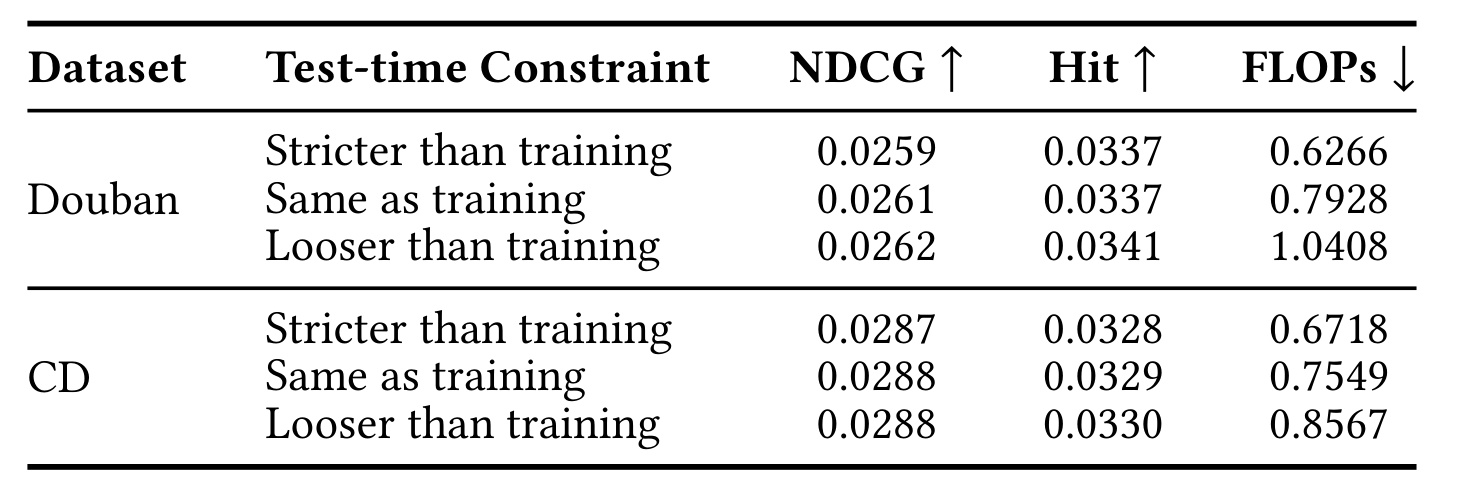 Dataset Test-time Constraint NDCG ↑ Hit ↑ FLOPs ↓
Stricter than training 0.0259 0.0337 0.6266
Douban Same as training 0.0261 0.0337 0.7928
Looser than training 0.0262 0.0341 1.0408
Stricter than training 0.0287 0.0328 0.6718
CD Same as training 0.0288 0.0329 0.7549
Looser than training 0.0288 0.0330 0.8567